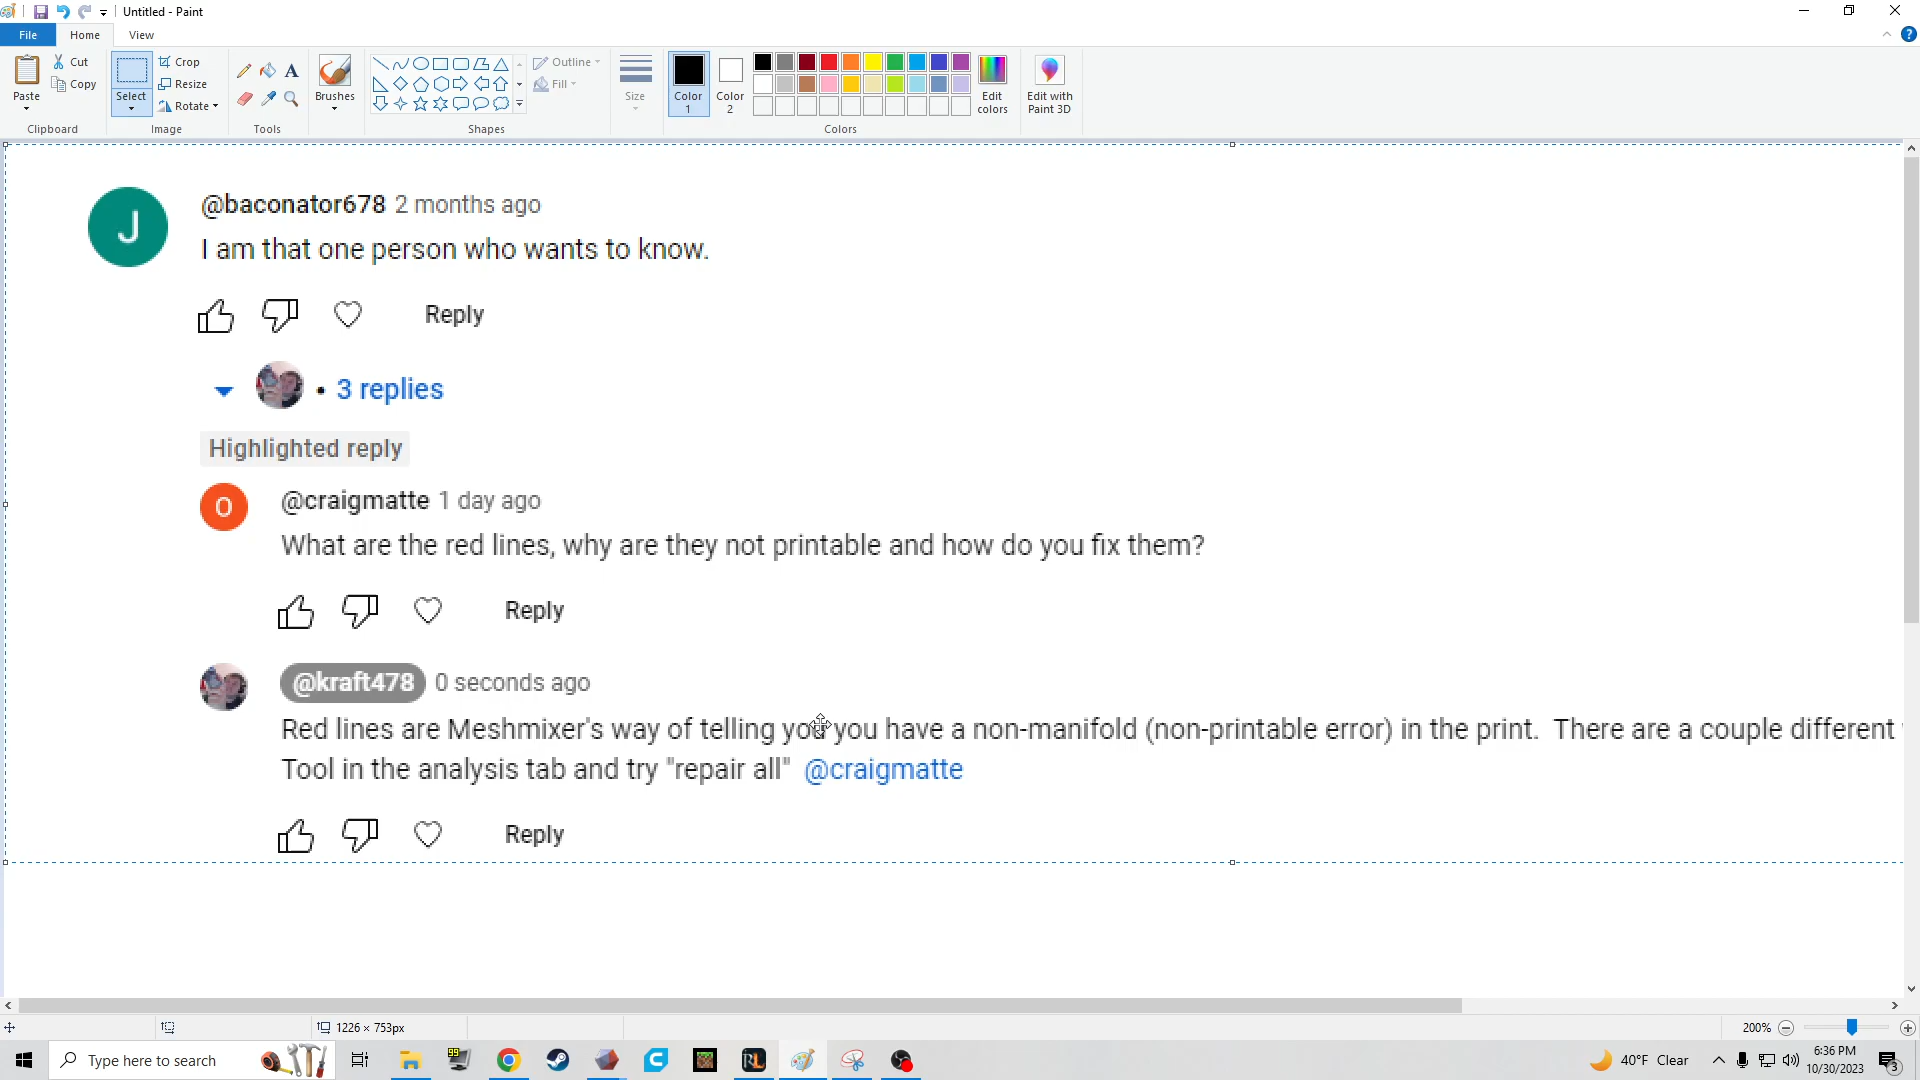 Untitled - Paint
File Home View
Paste
Cut
Copy
Clipboard
Select
Crop
Resize
Rotate
Image
Tools
Brushes
Outline
Fill
Shapes
Size
Color 1
Color 2
Edit colors
Colors
Edit with Paint 3D
J
@baconator678 2 months ago
I am that one person who wants to know.
Reply
• 3 replies
Highlighted reply
O
@craigmatte 1 day ago
What are the red lines, why are they not printable and how do you fix them?
Reply
@kraft478 0 seconds ago
Red lines are Meshmixer's way of telling you you have a non-manifold (non-printable error) in the print. There are a couple different
Tool in the analysis tab and try "repair all" @craigmatte
Reply
1226 × 753px
200%
Type here to search
99
RL
40°F Clear
6:36 PM
10/30/2023
3